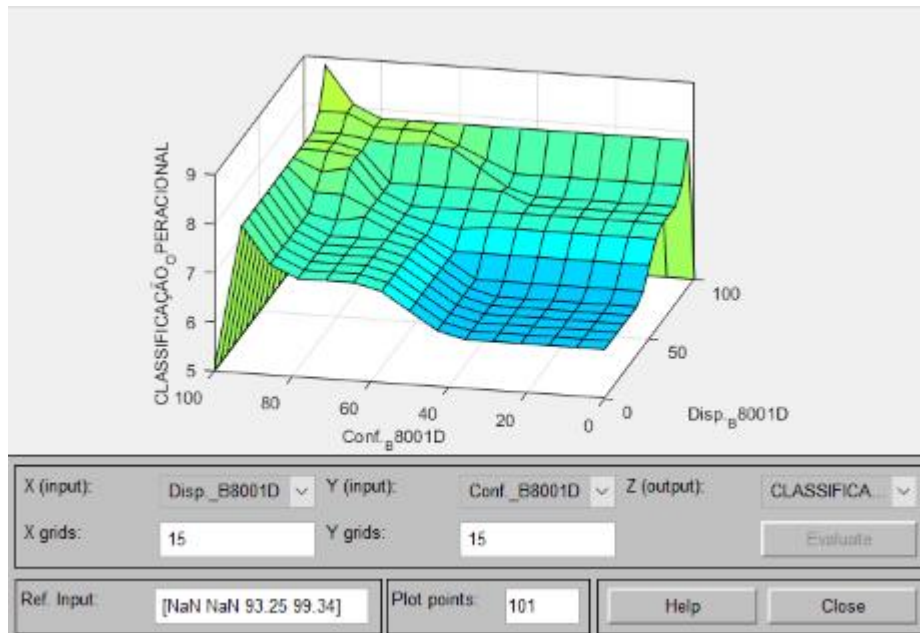 CLASSIFICAÇÃO_OPERACIONAL
9
8
7
6
5
100
80
60
40
20
0
Conf._B8001D
0
50
100
Disp._B8001D
X (input): Disp._B8001D Y (input): Conf._B8001D Z (output): CLASSIFICA...
X grids: 15 Y grids: 15 Evaluate
Ref. Input: [NaN NaN 93.25 99.34] Plot points: 101 Help Close